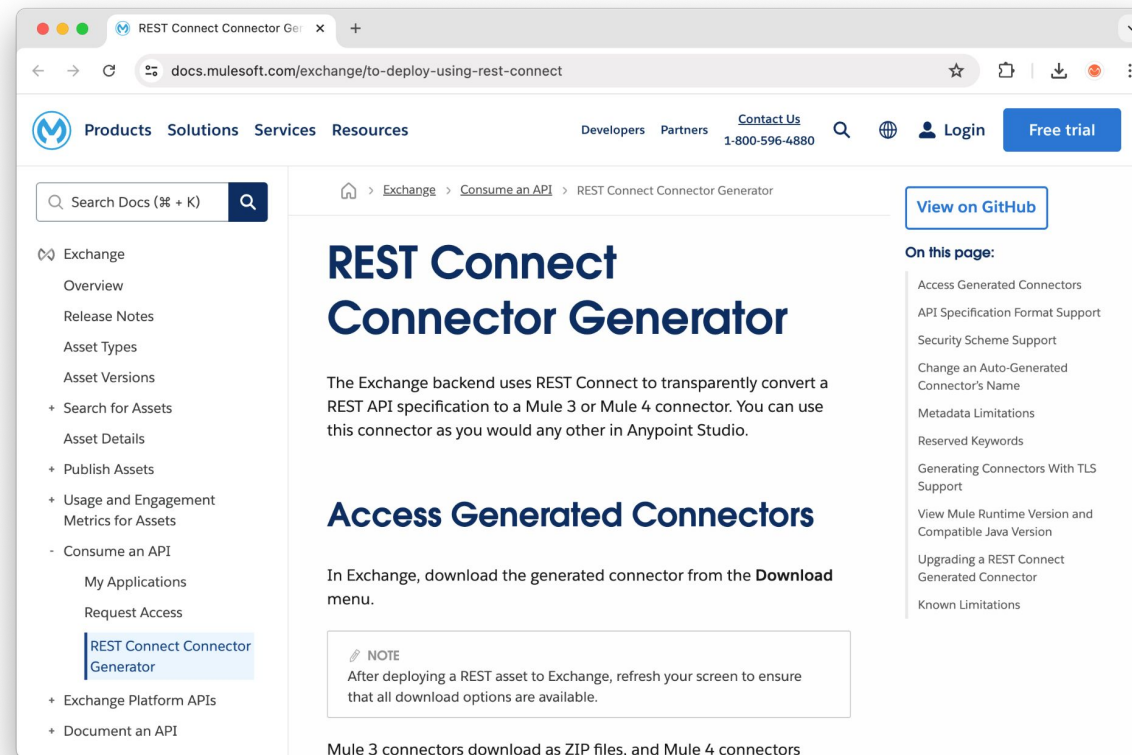 REST Connect Connector Ger
docs.mulesoft.com/exchange/to-deploy-using-rest-connect
Products Solutions Services Resources
Developers Partners
Contact Us
1-800-596-4880
Login
Free trial
Search Docs (⌘ + K)
Exchange
Overview
Release Notes
Asset Types
Asset Versions
+ Search for Assets
Asset Details
+ Publish Assets
+ Usage and Engagement
Metrics for Assets
- Consume an API
My Applications
Request Access
REST Connect Connector
Generator
+ Exchange Platform APIs
+ Document an API
> Exchange > Consume an API > REST Connect Connector Generator
REST Connect
Connector Generator
The Exchange backend uses REST Connect to transparently convert a
REST API specification to a Mule 3 or Mule 4 connector. You can use
this connector as you would any other in Anypoint Studio.
Access Generated Connectors
In Exchange, download the generated connector from the Download
menu.
NOTE
After deploying a REST asset to Exchange, refresh your screen to ensure
that all download options are available.
Mule 3 connectors download as ZIP files, and Mule 4 connectors
View on GitHub
On this page:
Access Generated Connectors
API Specification Format Support
Security Scheme Support
Change an Auto-Generated
Connector's Name
Metadata Limitations
Reserved Keywords
Generating Connectors With TLS
Support
View Mule Runtime Version and
Compatible Java Version
Upgrading a REST Connect
Generated Connector
Known Limitations